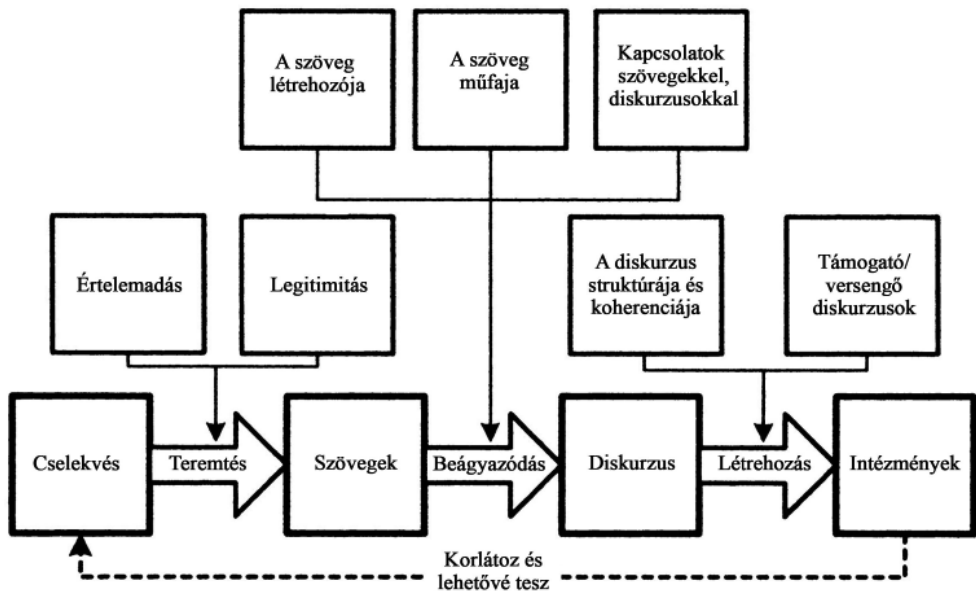 A szöveg
létrehozója
A szöveg
műfaja
Kapcsolatok
szövegekkel,
diskurzusokkal
Értelemadás
Legitimitás
A diskurzus
struktúrája és
koherenciája
Támogató/
versengő
diskurzusok
Cselekvés
Teremtés
Szövegek
Beágyazódás
Diskurzus
Létrehozás
Intézmények
Korlátoz és
lehetővé tesz